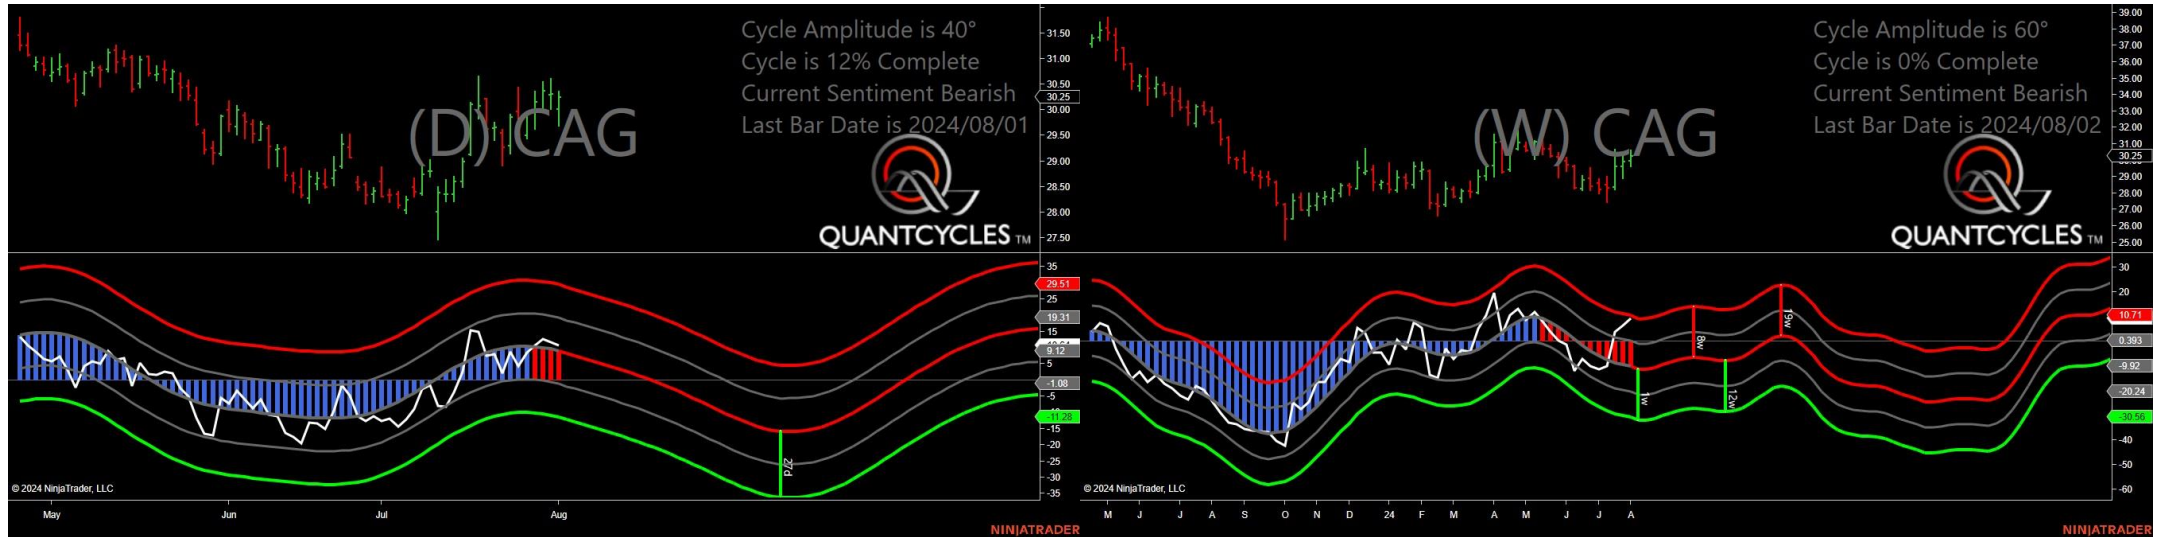 Cycle Amplitude is 40°
Cycle is 12% Complete
Current Sentiment Bearish
Last Bar Date is 2024/08/01
(D) CAG
QUANTCYCLES TM
31.50
31.00
30.50
30.25
30.00
29.50
29.00
28.50
28.00
27.50
35
29.51
25
19.31
15
9.12
5
-1.08
-5
-11.28
-15
-20
-25
-30
-35
27d
© 2024 NinjaTrader, LLC
May
Jun
Jul
Aug
NINJATRADER
Cycle Amplitude is 60°
Cycle is 0% Complete
Current Sentiment Bearish
Last Bar Date is 2024/08/02
(W) CAG
QUANTCYCLES TM
39.00
38.00
37.00
36.00
35.00
34.00
33.00
32.00
31.00
30.25
29.00
28.00
27.00
26.00
25.00
30
20
10.71
0.393
-9.92
-20.24
-30.56
-40
-50
-60
1w
8w
12w
19w
© 2024 NinjaTrader, LLC
M J J A S O N D 24 F M A M J J A
NINJATRADER